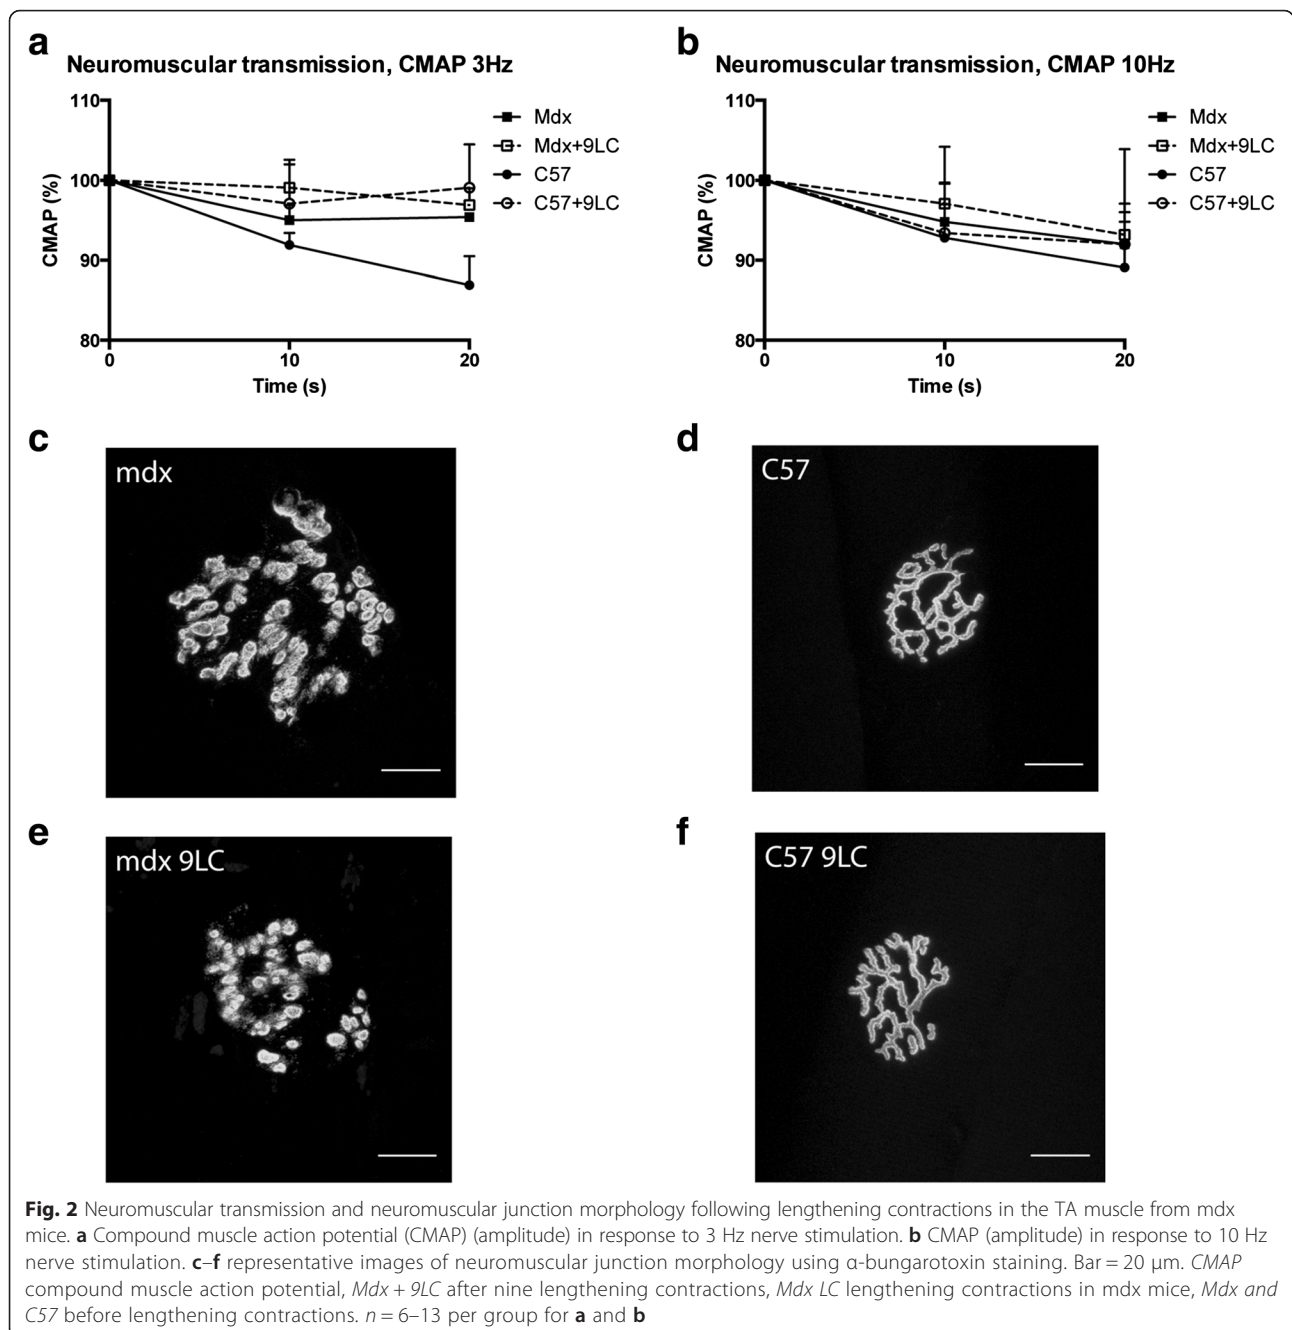 a
Neuromuscular transmission, CMAP 3Hz
110
100
90
80
CMAP (%)
0
10
20
Time (s)
Mdx
Mdx+9LC
C57
C57+9LC
b
Neuromuscular transmission, CMAP 10Hz
110
100
90
80
CMAP (%)
0
10
20
Time (s)
Mdx
Mdx+9LC
C57
C57+9LC
c
mdx
d
C57
e
mdx 9LC
f
C57 9LC
Fig. 2 Neuromuscular transmission and neuromuscular junction morphology following lengthening contractions in the TA muscle from mdx
mice. a Compound muscle action potential (CMAP) (amplitude) in response to 3 Hz nerve stimulation. b CMAP (amplitude) in response to 10 Hz
nerve stimulation. c–f representative images of neuromuscular junction morphology using α-bungarotoxin staining. Bar = 20 μm. CMAP
compound muscle action potential, Mdx + 9LC after nine lengthening contractions, Mdx LC lengthening contractions in mdx mice, Mdx and
C57 before lengthening contractions. n = 6–13 per group for a and b